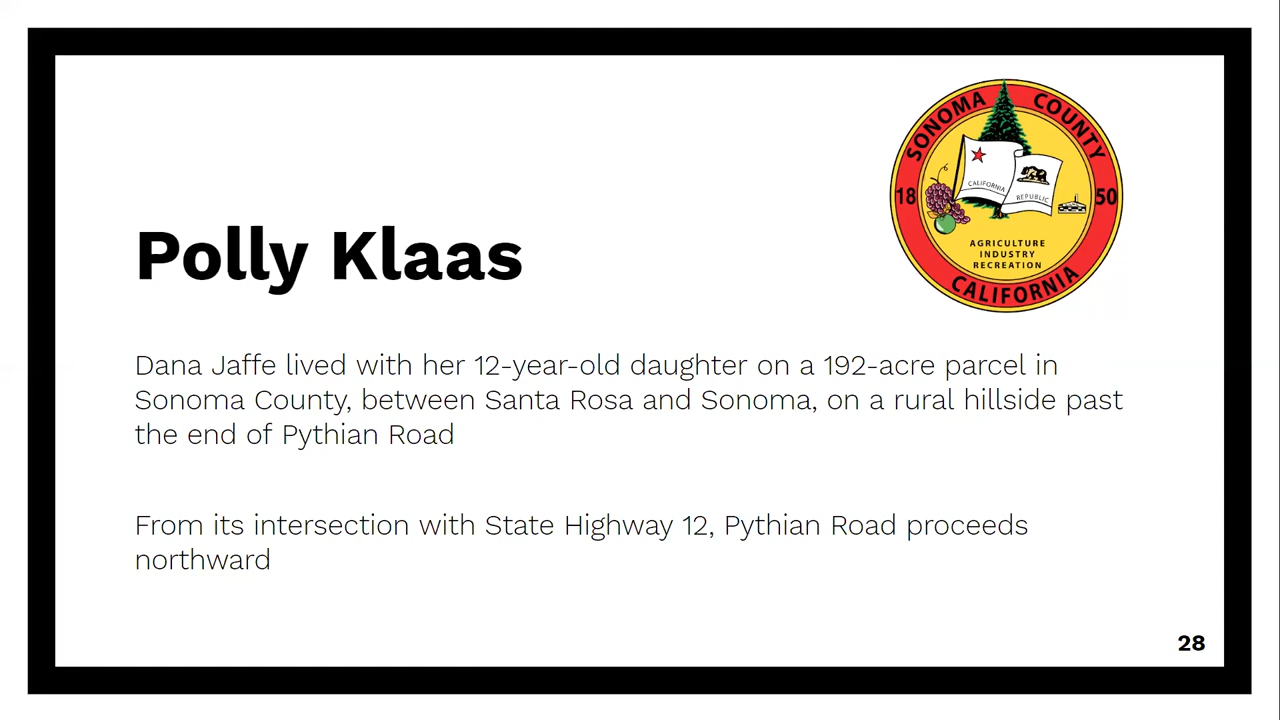 SONOMA COUNTY
18 50
CALIFORNIA
REPUBLIC
AGRICULTURE
INDUSTRY
RECREATION
CALIFORNIA
Polly Klaas
Dana Jaffe lived with her 12-year-old daughter on a 192-acre parcel in
Sonoma County, between Santa Rosa and Sonoma, on a rural hillside past
the end of Pythian Road
From its intersection with State Highway 12, Pythian Road proceeds
northward
28